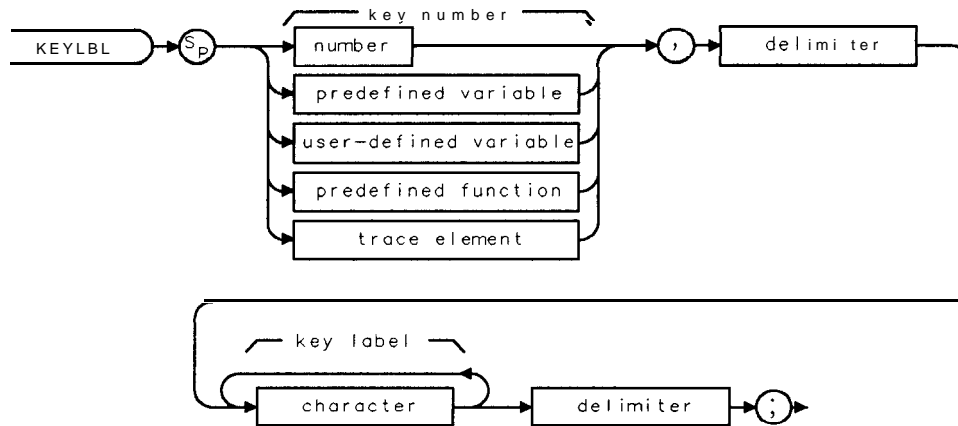 key number
KEYLBL
SP
number
,
delimiter
predefined variable
user-defined variable
predefined function
trace element
key label
character
delimiter
;